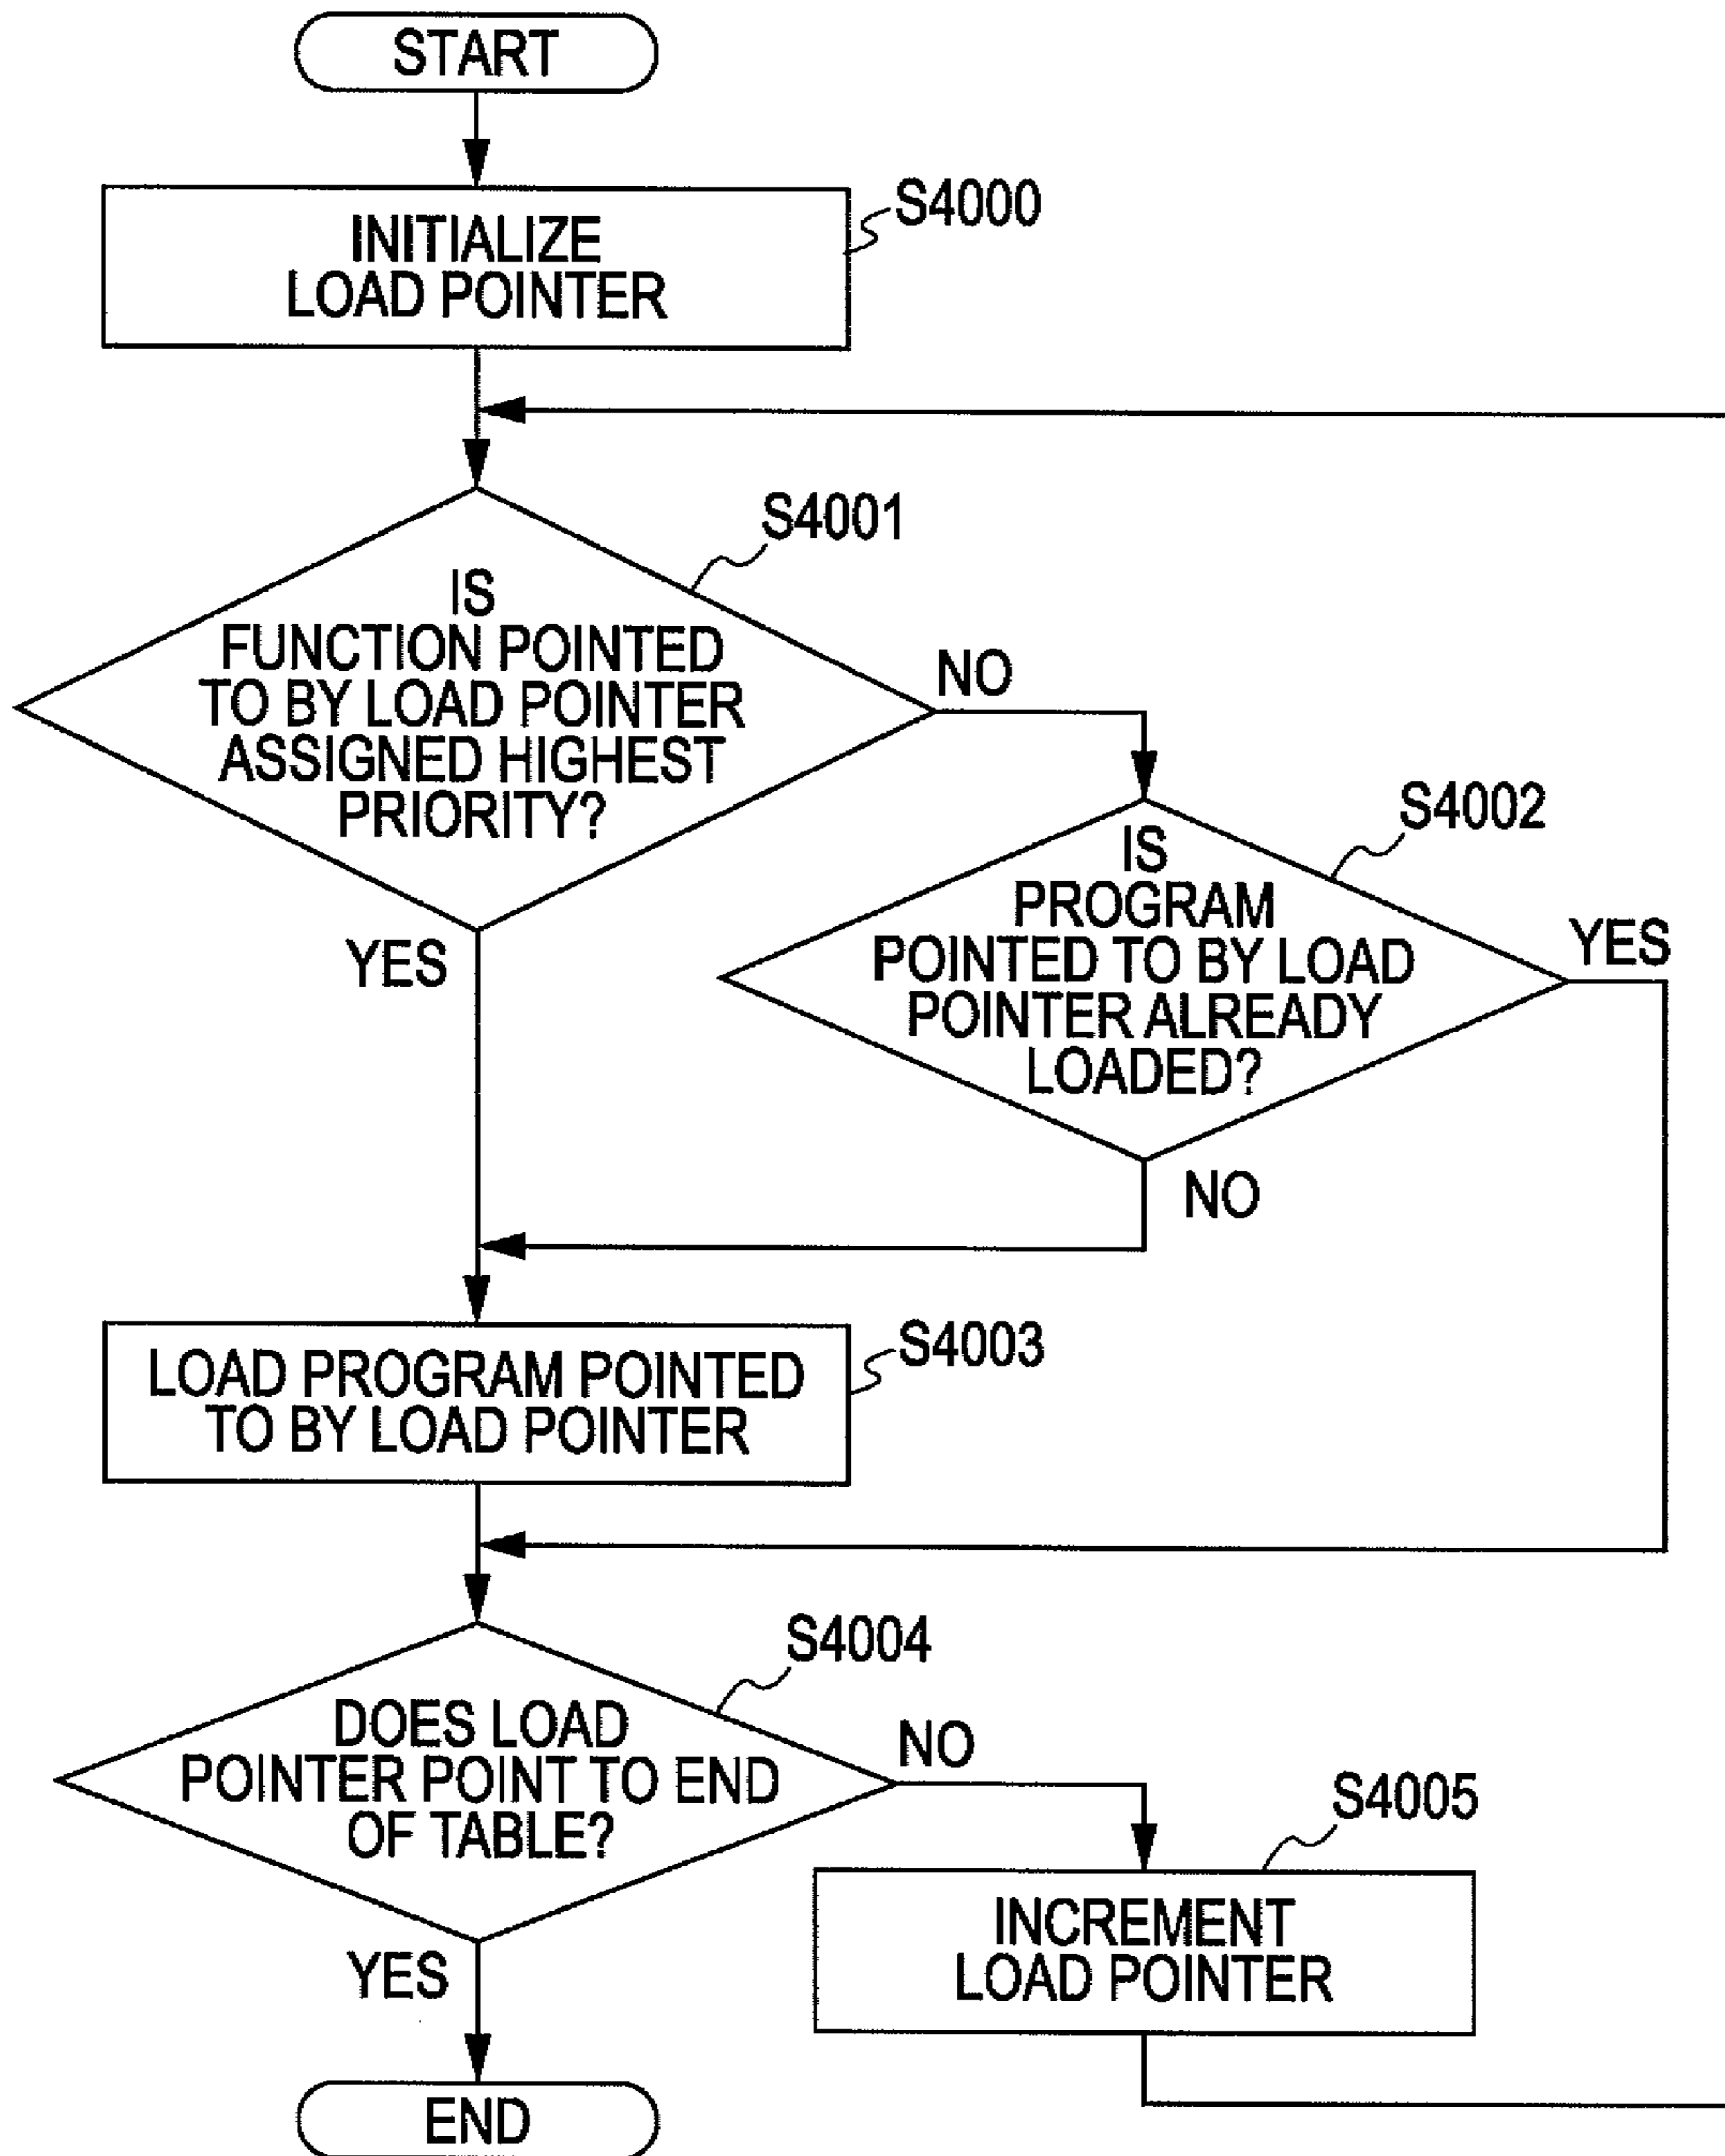 START
INITIALIZE
LOAD POINTER
S4000
S4001
IS
FUNCTION POINTED
TO BY LOAD POINTER
ASSIGNED HIGHEST
PRIORITY?
NO
YES
S4002
IS
PROGRAM
POINTED TO BY LOAD
POINTER ALREADY
LOADED?
YES
NO
LOAD PROGRAM POINTED
TO BY LOAD POINTER
S4003
S4004
DOES LOAD
POINTER POINT TO END
OF TABLE?
NO
YES
S4005
INCREMENT
LOAD POINTER
END